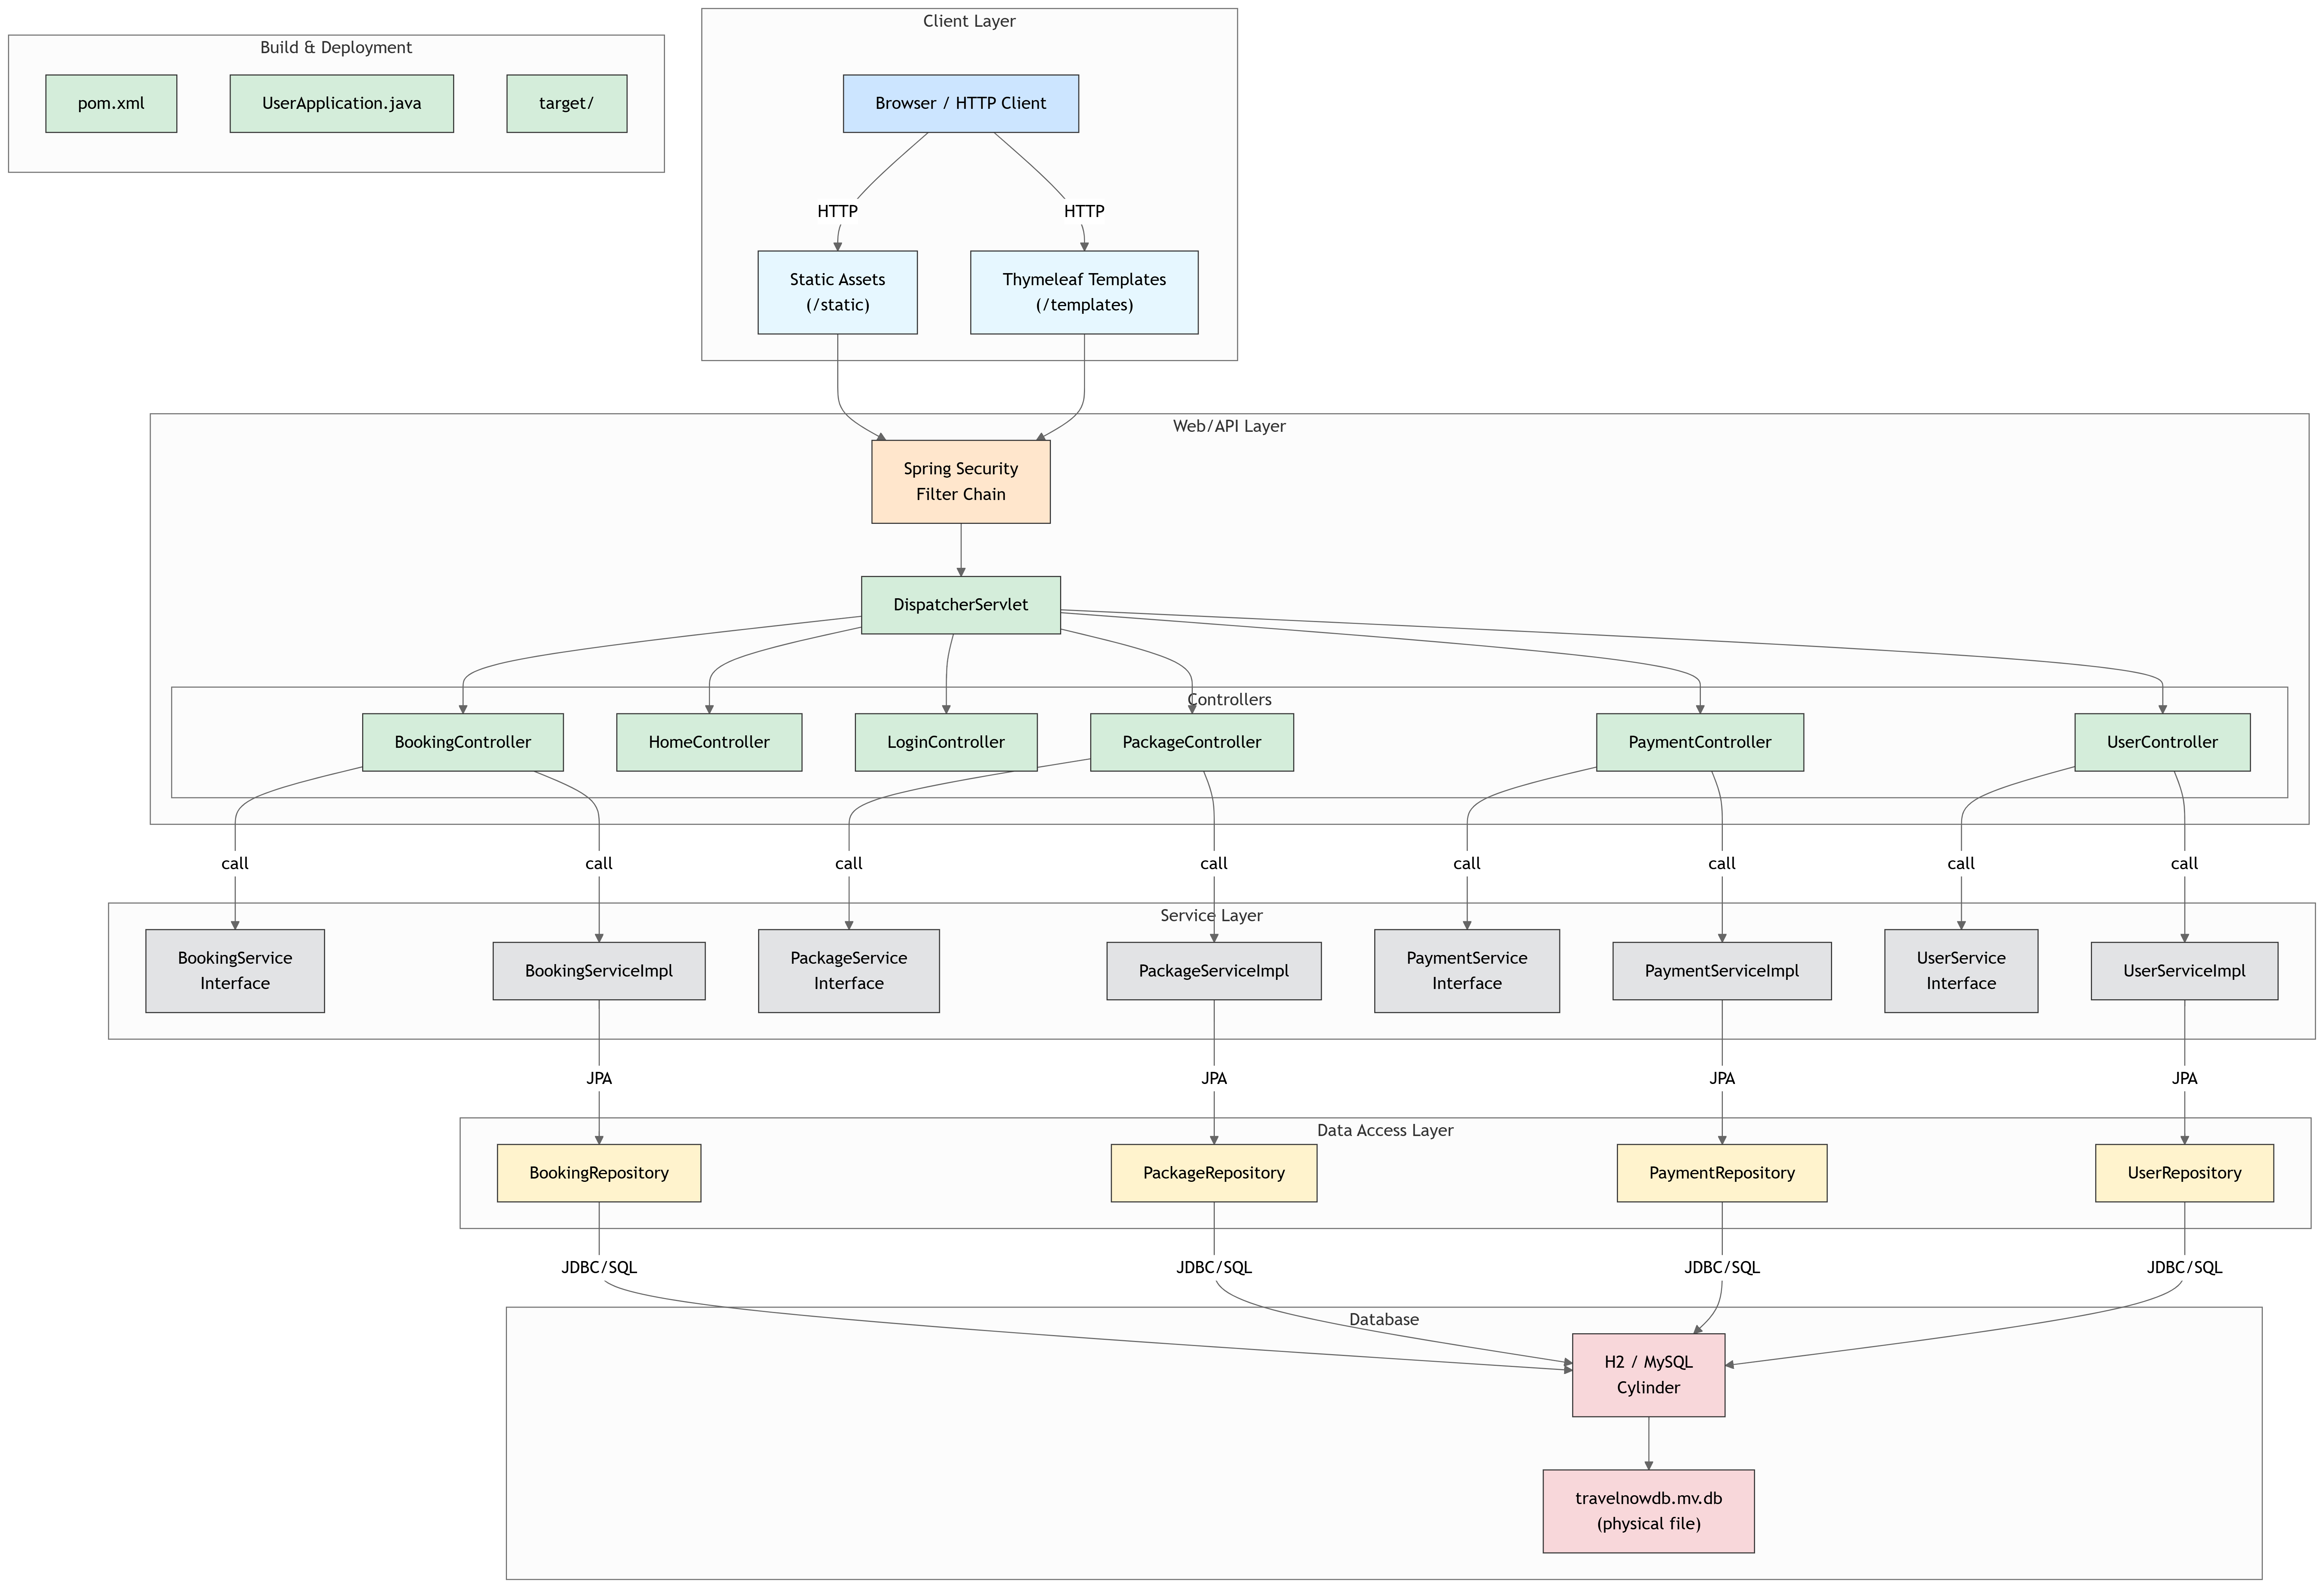 Client Layer
Build & Deployment
pom.xml
UserApplication.java
target/
Browser / HTTP Client
HTTP
HTTP
Static Assets
(/static)
Thymeleaf Templates
(/templates)
Web/API Layer
Spring Security
Filter Chain
DispatcherServlet
Controllers
BookingController
HomeController
LoginController
PackageController
PaymentController
UserController
call
call
call
call
call
call
call
call
Service Layer
BookingService
Interface
BookingServiceImpl
PackageService
Interface
PackageServiceImpl
PaymentService
Interface
PaymentServiceImpl
UserService
Interface
UserServiceImpl
JPA
JPA
JPA
JPA
Data Access Layer
BookingRepository
PackageRepository
PaymentRepository
UserRepository
JDBC/SQL
JDBC/SQL
JDBC/SQL
JDBC/SQL
Database
H2 / MySQL
Cylinder
travelnowdb.mv.db
(physical file)